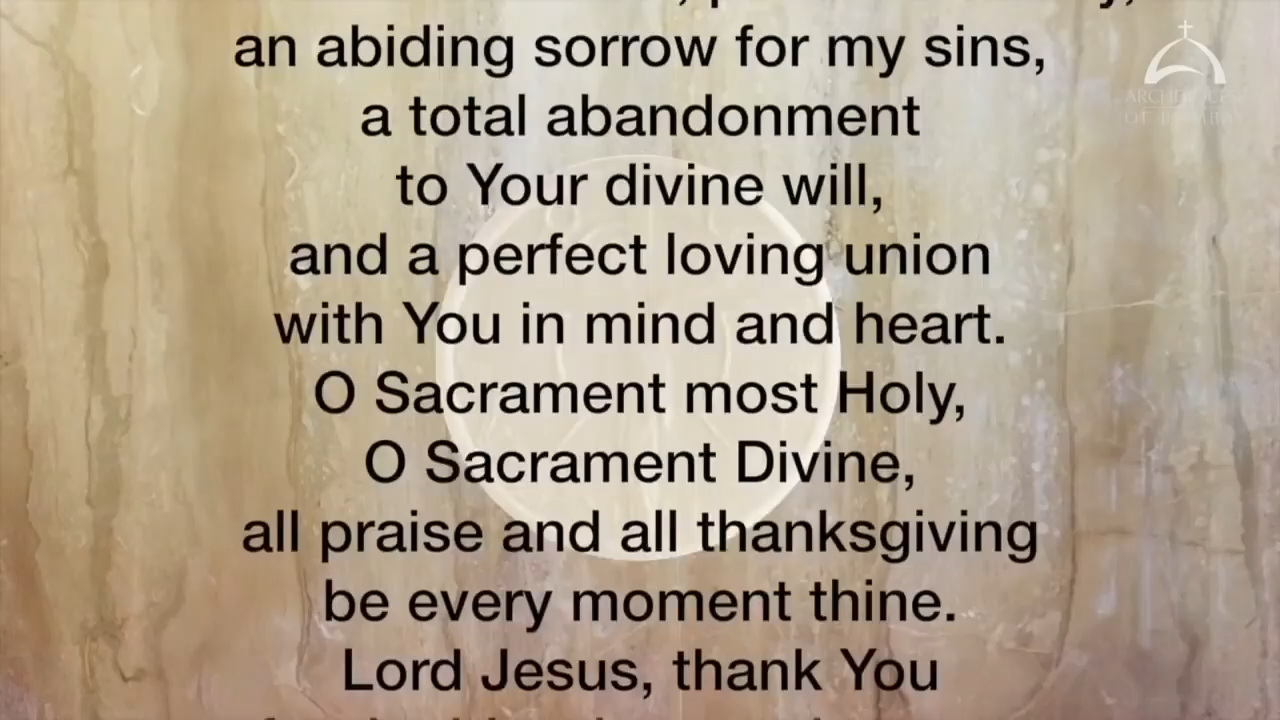 an abiding sorrow for my sins,
a total abandonment
to Your divine will,
and a perfect loving union
with You in mind and heart.
O Sacrament most Holy,
O Sacrament Divine,
all praise and all thanksgiving
be every moment thine.
Lord Jesus, thank You
OF